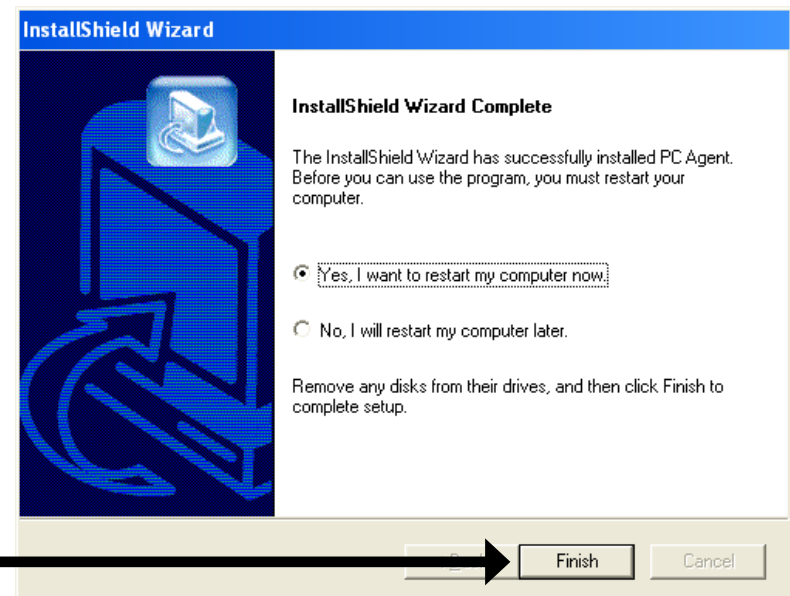 InstallShield Wizard
InstallShield Wizard Complete
The InstallShield Wizard has successfully installed PC Agent.
Before you can use the program, you must restart your
computer.
Yes, I want to restart my computer now.
No, I will restart my computer later.
Remove any disks from their drives, and then click Finish to
complete setup.
Finish Cancel